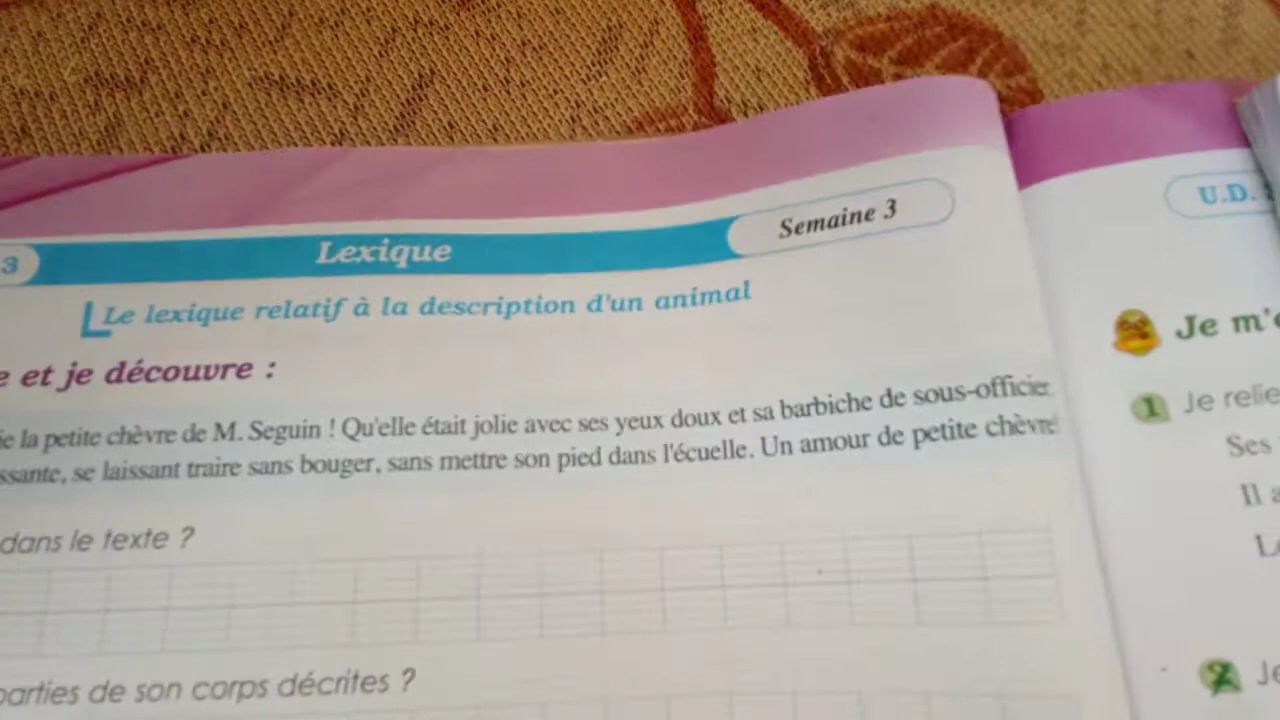 3
Lexique
Semaine 3
Le lexique relatif à la description d'un animal
et je découvre :
la petite chèvre de M. Seguin ! Qu'elle était jolie avec ses yeux doux et sa barbiche de sous-officier
se laissant traire sans bouger, sans mettre son pied dans l'écuelle. Un amour de petite chèvre
dans le texte ?
parties de son corps décrites ?
U.D.
Je
1 Je relie
Ses
Il
2